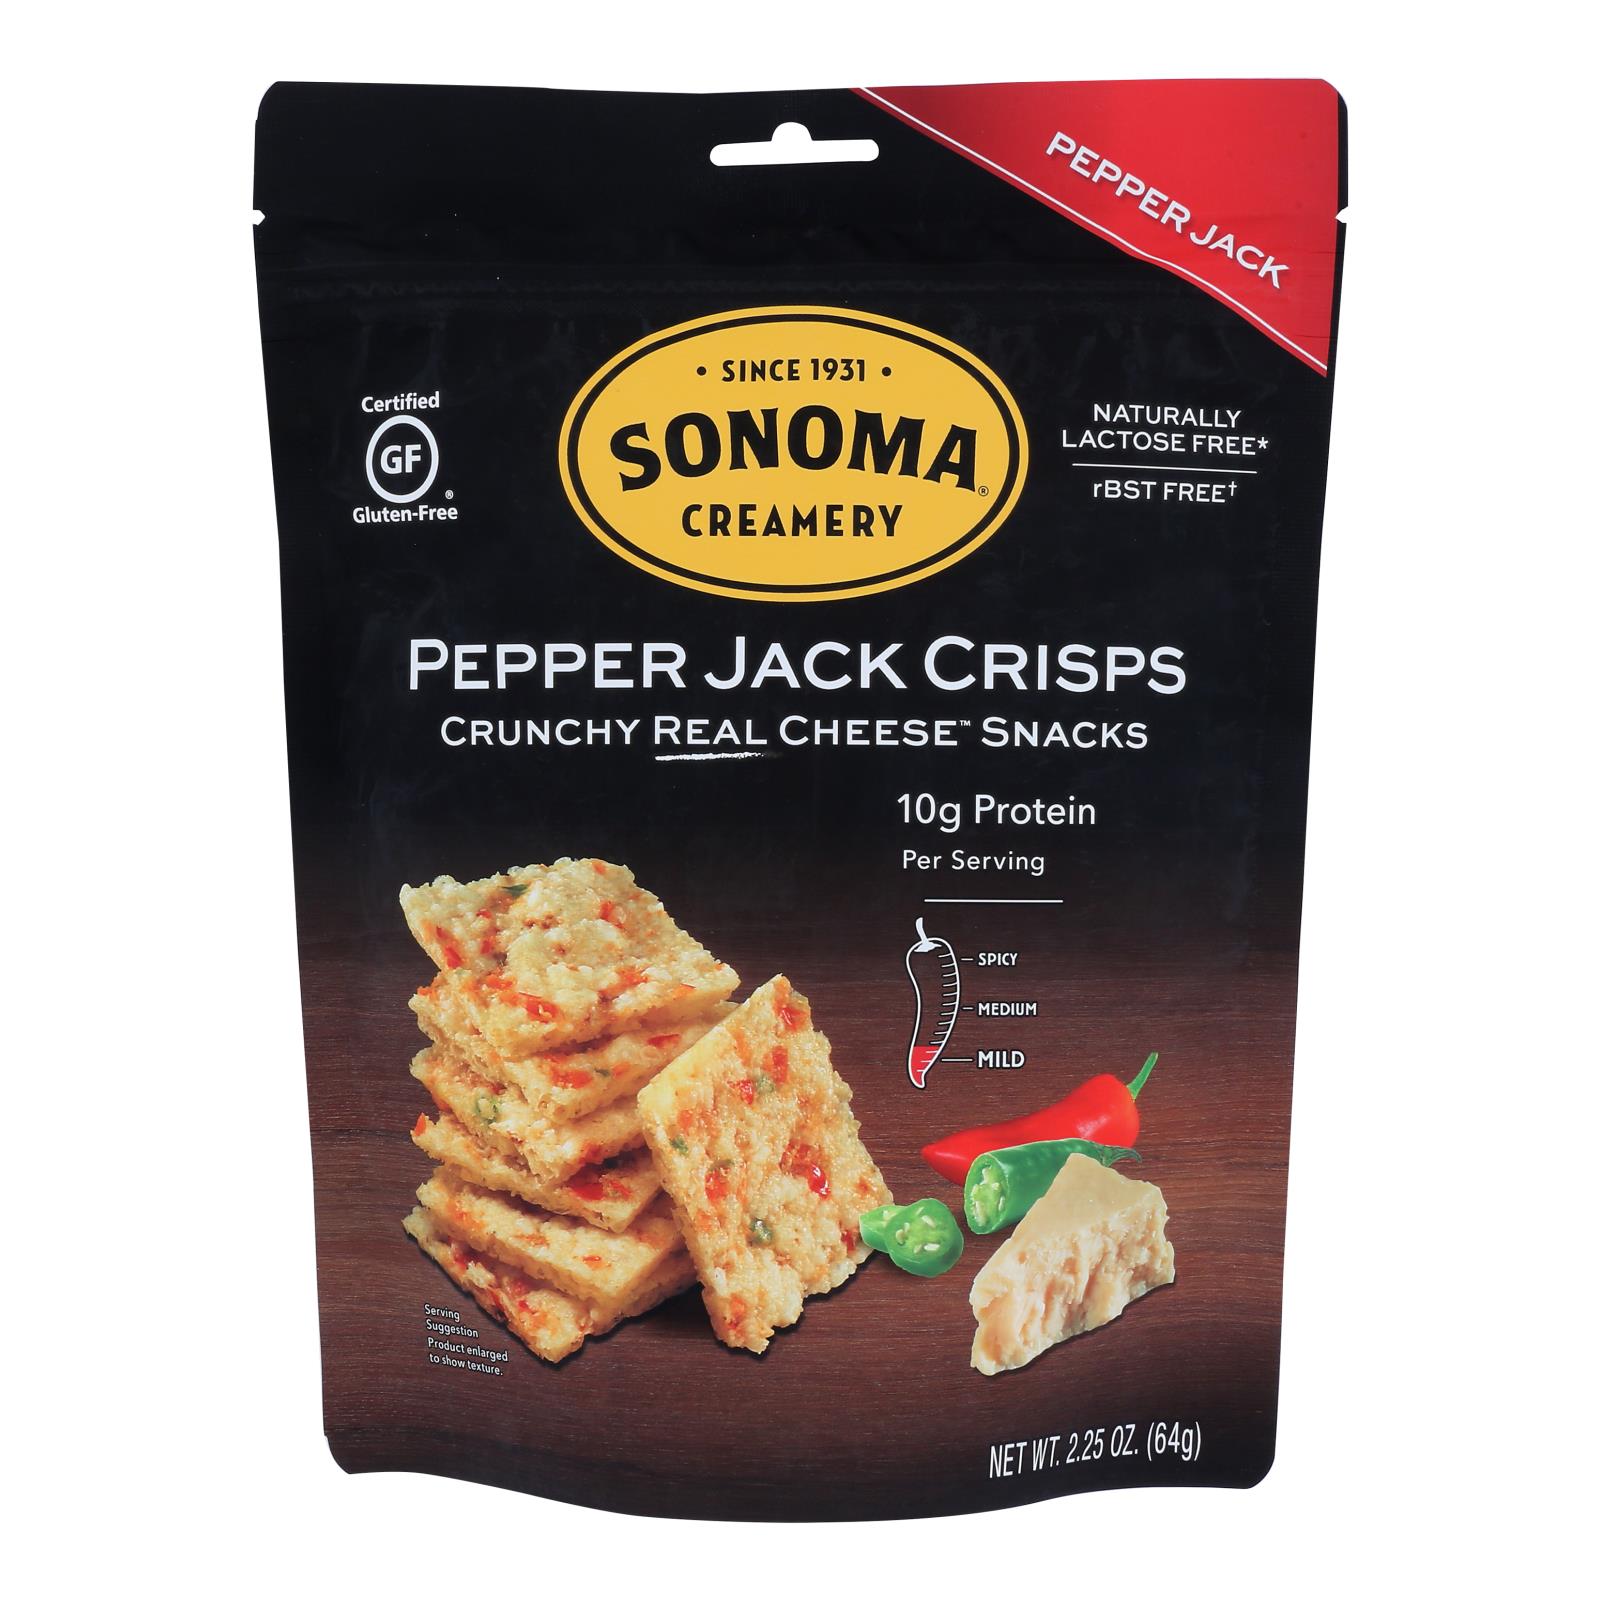 PEPPER JACK
• SINCE 1931 •
SONOMA®
CREAMERY
Certified
GF
®
Gluten-Free
NATURALLY
LACTOSE FREE*
rBST FREE†
PEPPER JACK CRISPS
CRUNCHY REAL CHEESE™ SNACKS
10g Protein
Per Serving
SPICY
MEDIUM
MILD
Serving
Suggestion
Product enlarged
to show texture.
NET WT. 2.25 OZ. (64g)